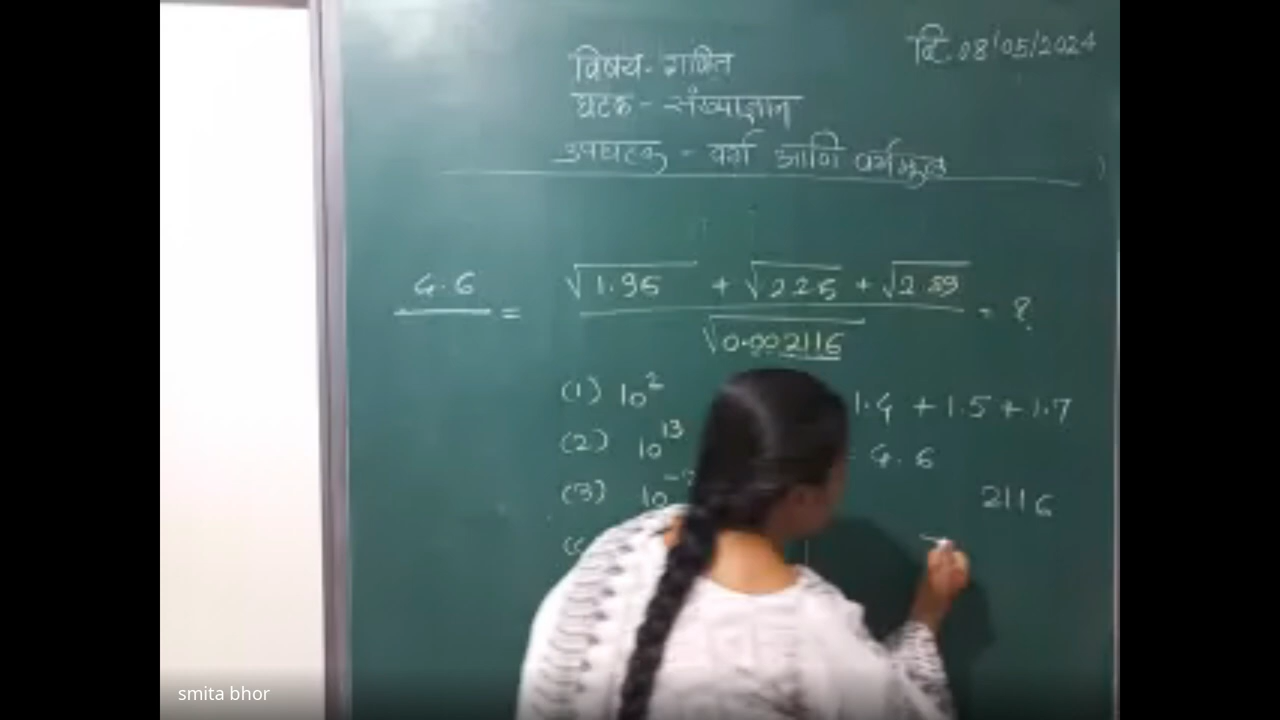 दि. 08/05/2024
विषय- गणित
घटक - संख्याज्ञान
उपघटक - वर्ग आणि वर्गमूळ
4.6 = √1.96 + √2.25 + √2.89 / √0.002116 = ?
(1) 10²
(2) 10¹³
(3) 10
1.4 + 1.5 + 1.7
= 4.6
2116
smita bhor